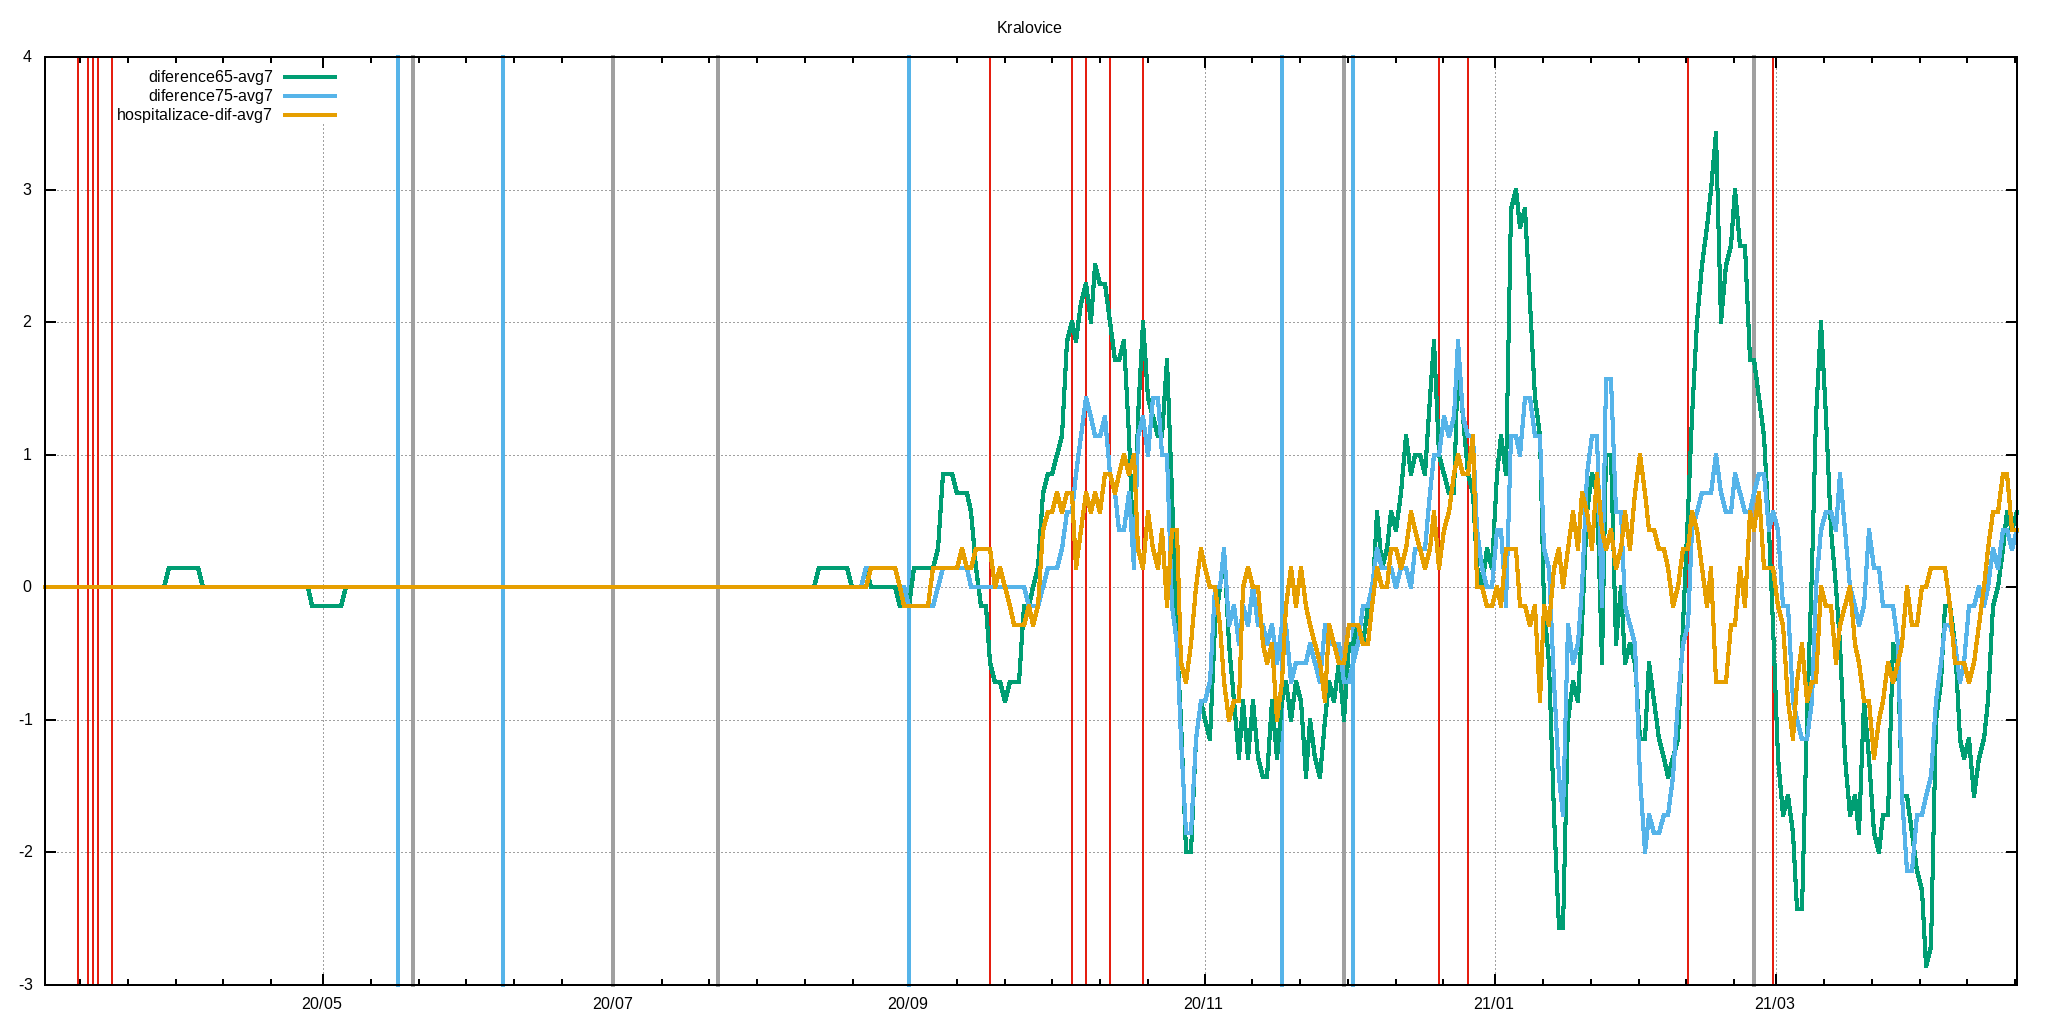 Kralovice
4
diference65-avg7
diference75-avg7
hospitalizace-dif-avg7
3
2
1
0
-1
-2
-3
20/05 20/07 20/09 20/11 21/01 21/03